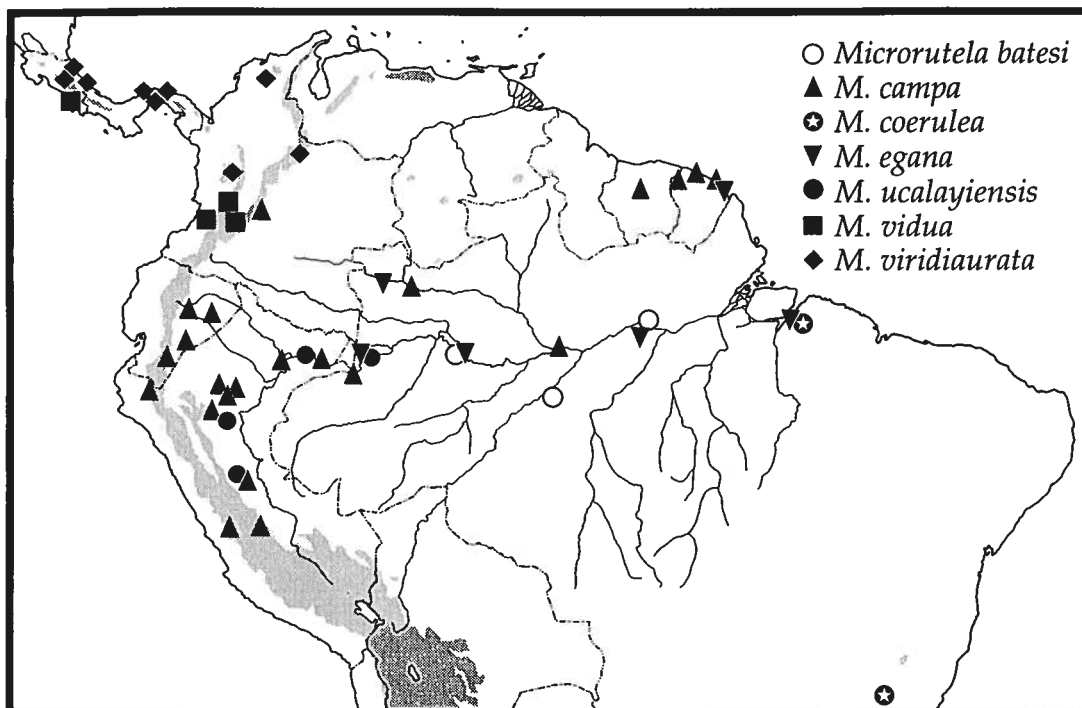 Microrutela batesi
M. campa
M. coerulea
M. egana
M. ucalayiensis
M. vidua
M. viridiaurata